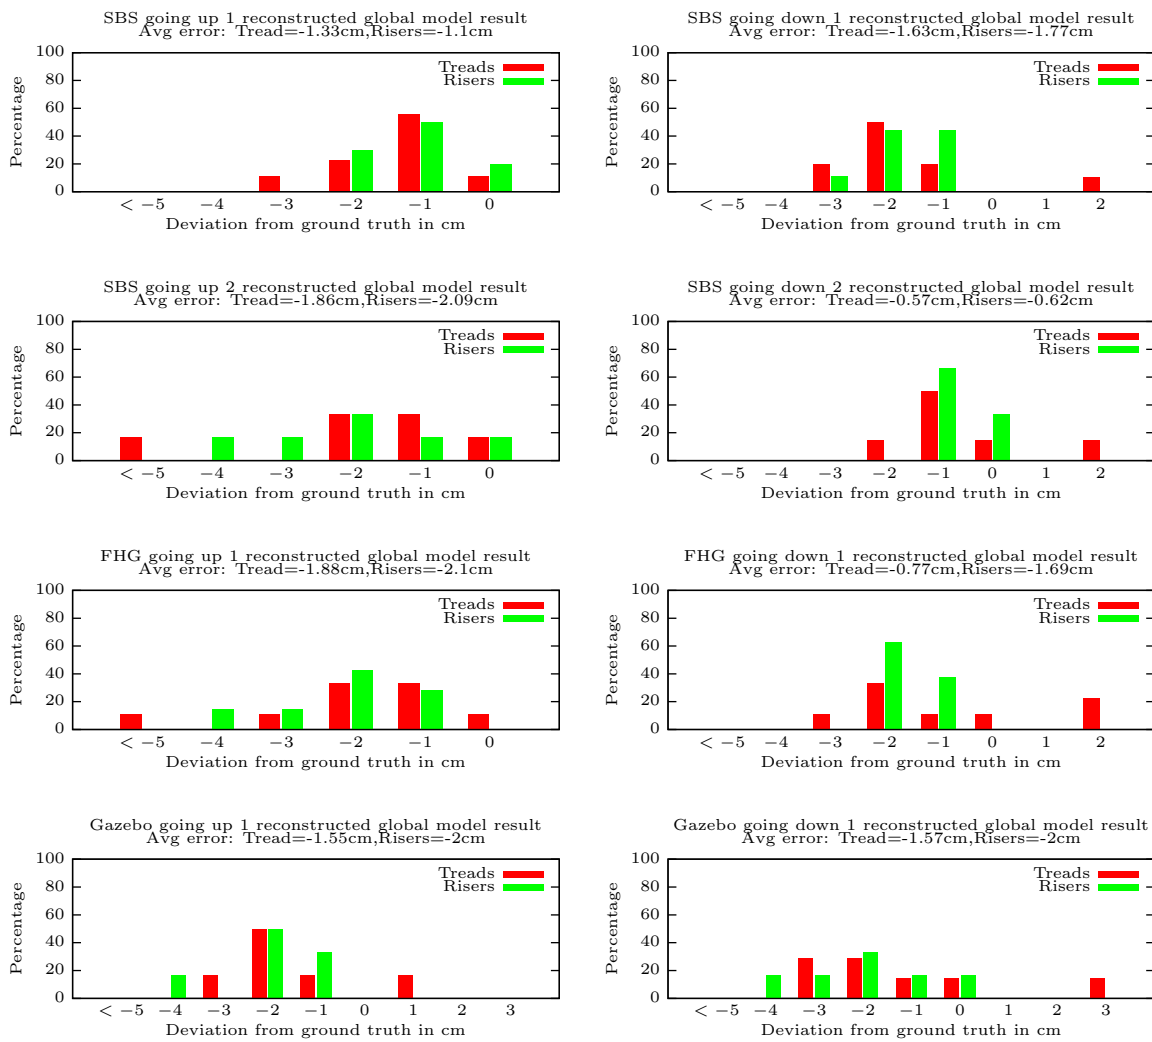 SBS going up 1 reconstructed global model result
Avg error: Tread=-1.33cm,Risers=-1.1cm
100
80
60
40
20
0
Percentage
Treads
Risers
< −5 −4 −3 −2 −1 0
Deviation from ground truth in cm
SBS going down 1 reconstructed global model result
Avg error: Tread=-1.63cm,Risers=-1.77cm
100
80
60
40
20
0
Percentage
Treads
Risers
< −5 −4 −3 −2 −1 0 1 2
Deviation from ground truth in cm
SBS going up 2 reconstructed global model result
Avg error: Tread=-1.86cm,Risers=-2.09cm
100
80
60
40
20
0
Percentage
Treads
Risers
< −5 −4 −3 −2 −1 0
Deviation from ground truth in cm
SBS going down 2 reconstructed global model result
Avg error: Tread=-0.57cm,Risers=-0.62cm
100
80
60
40
20
0
Percentage
Treads
Risers
< −5 −4 −3 −2 −1 0 1 2
Deviation from ground truth in cm
FHG going up 1 reconstructed global model result
Avg error: Tread=-1.88cm,Risers=-2.1cm
100
80
60
40
20
0
Percentage
Treads
Risers
< −5 −4 −3 −2 −1 0
Deviation from ground truth in cm
FHG going down 1 reconstructed global model result
Avg error: Tread=-0.77cm,Risers=-1.69cm
100
80
60
40
20
0
Percentage
Treads
Risers
< −5 −4 −3 −2 −1 0 1 2
Deviation from ground truth in cm
Gazebo going up 1 reconstructed global model result
Avg error: Tread=-1.55cm,Risers=-2cm
100
80
60
40
20
0
Percentage
Treads
Risers
< −5 −4 −3 −2 −1 0 1 2 3
Deviation from ground truth in cm
Gazebo going down 1 reconstructed global model result
Avg error: Tread=-1.57cm,Risers=-2cm
100
80
60
40
20
0
Percentage
Treads
Risers
< −5 −4 −3 −2 −1 0 1 2 3
Deviation from ground truth in cm